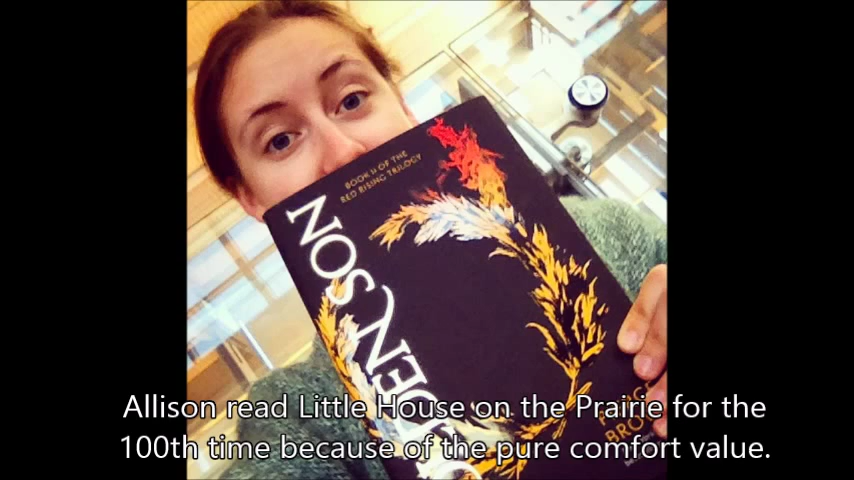 BOOK II OF THE
RED RISING TRILOGY
GOLDEN SON
Allison read Little House on the Prairie for the
100th time because of the pure comfort value.